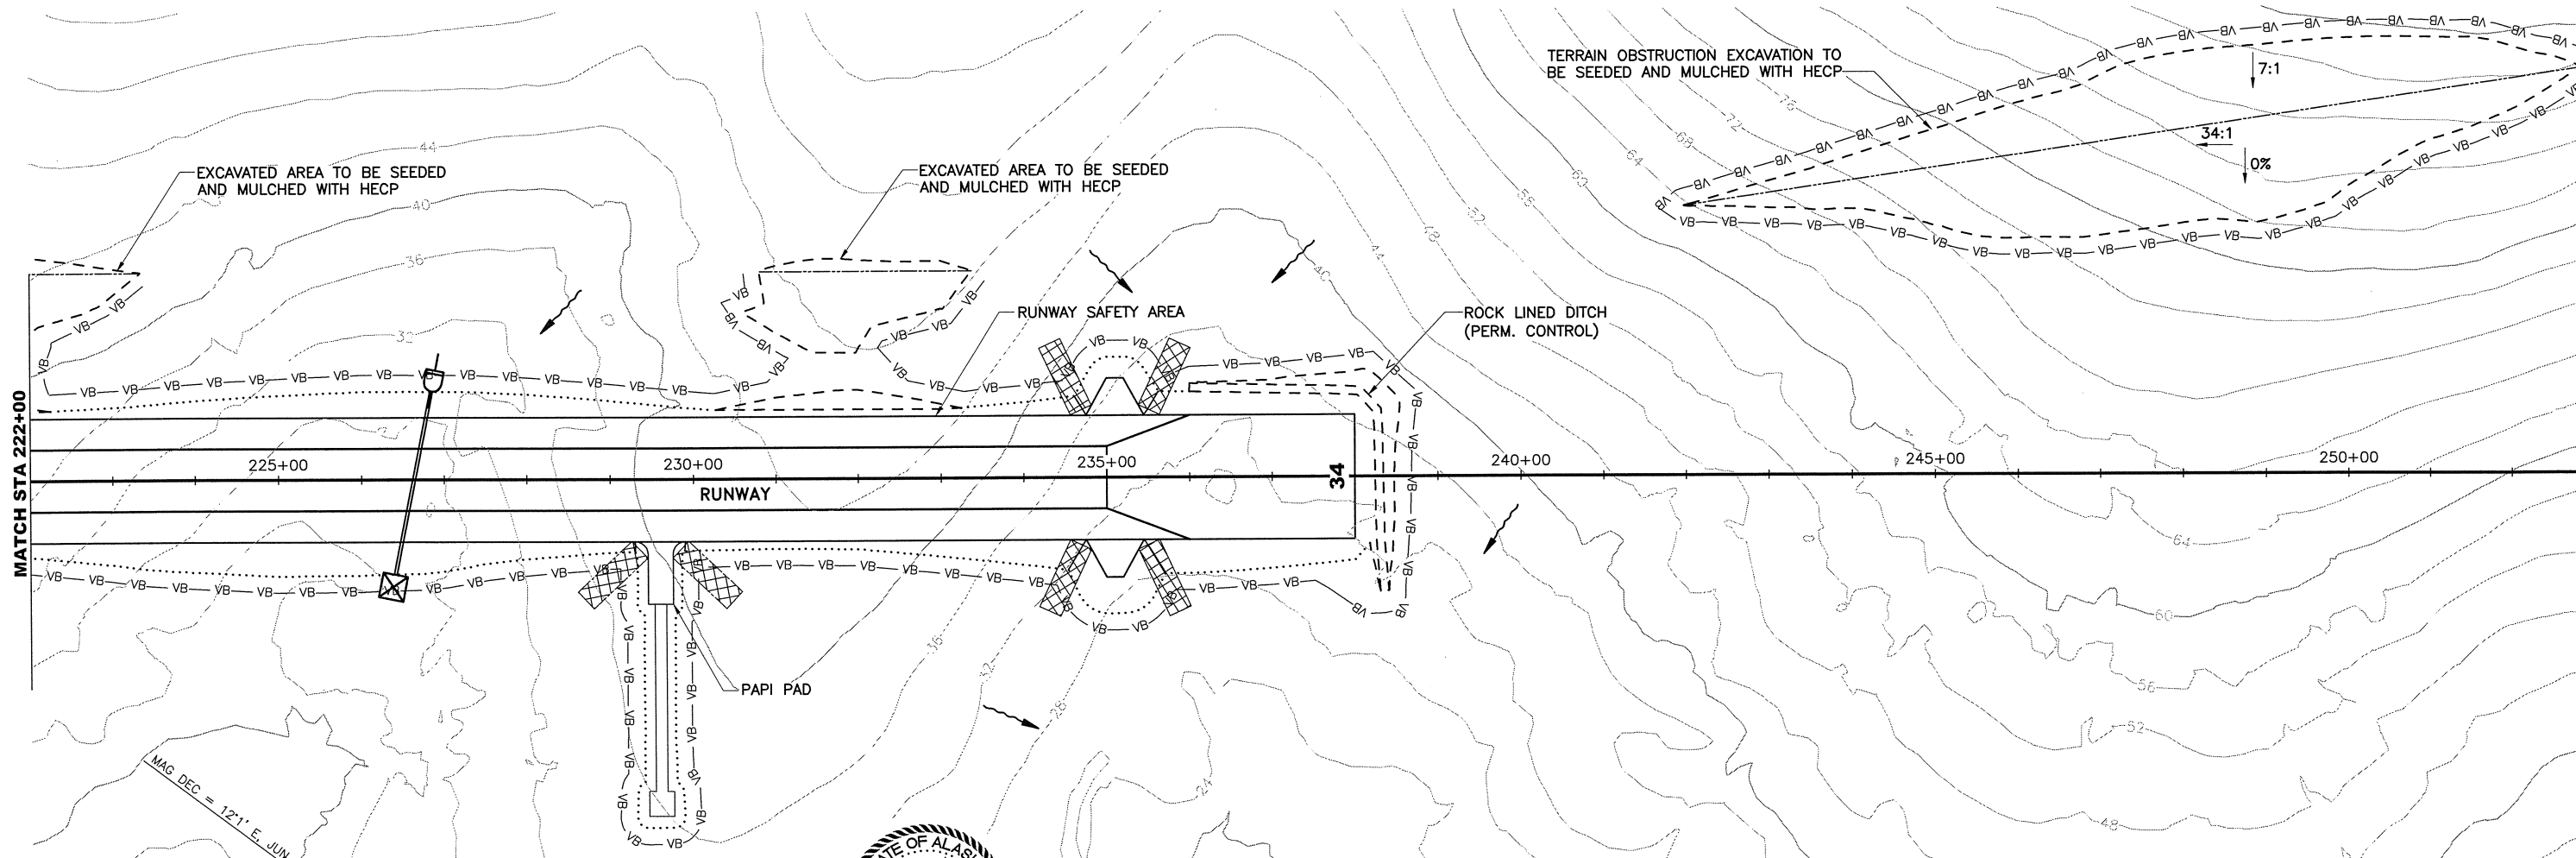 TERRAIN OBSTRUCTION EXCAVATION TO
BE SEEDED AND MULCHED WITH HECP
7:1
34:1
0%
EXCAVATED AREA TO BE SEEDED
AND MULCHED WITH HECP
EXCAVATED AREA TO BE SEEDED
AND MULCHED WITH HECP
44
40
36
32
76
72
68
64
60
56
52
48
44
40
RUNWAY SAFETY AREA
ROCK LINED DITCH
(PERM. CONTROL)
VB
MATCH STA 222+00
225+00
230+00
235+00
240+00
245+00
250+00
RUNWAY
34
PAPI PAD
36
32
28
24
64
60
56
52
48
MAG DEC = 12°1' E, JUN
ATE OF ALAS